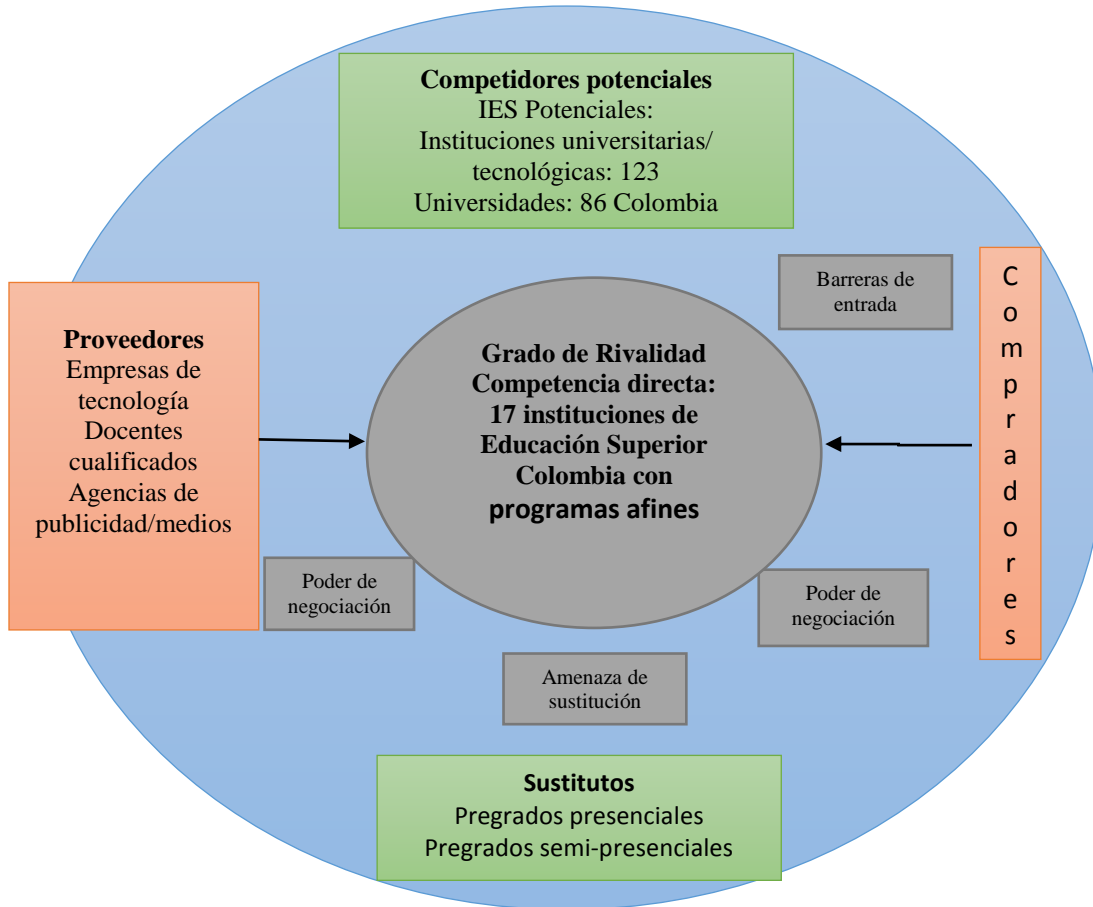 Competidores potenciales
IES Potenciales:
Instituciones universitarias/
tecnológicas: 123
Universidades: 86 Colombia
Barreras de
entrada
Proveedores
Empresas de
tecnología
Docentes
cualificados
Agencias de
publicidad/medios
Grado de Rivalidad
Competencia directa:
17 instituciones de
Educación Superior
Colombia con
programas afines
C
o
m
p
r
a
d
o
r
e
s
Poder de
negociación
Poder de
negociación
Amenaza de
sustitución
Sustitutos
Pregrados presenciales
Pregrados semi-presenciales